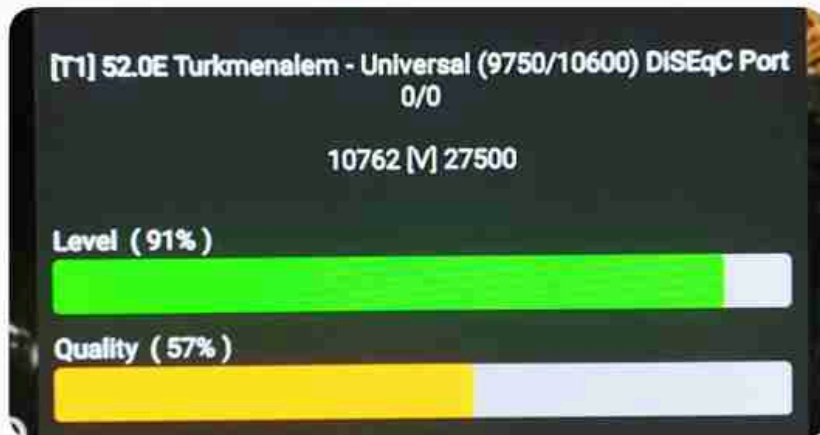 [T1] 52.0E Turkmenalem - Universal (9750/10600) DiSEqC Port
0/0
10762 [V] 27500
Level ( 91% )
Quality ( 57% )